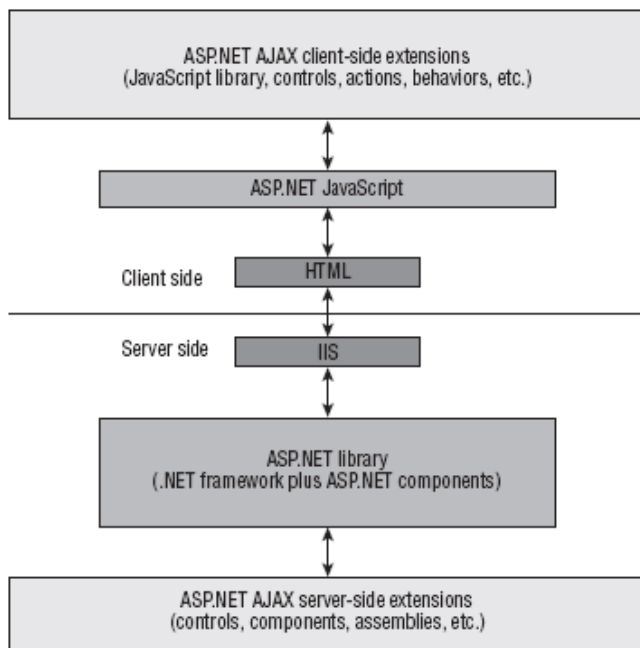 ASP.NET AJAX client-side extensions
(JavaScript library, controls, actions, behaviors, etc.)
ASP.NET JavaScript
HTML
Client side
Server side
IIS
ASP.NET library
(.NET framework plus ASP.NET components)
ASP.NET AJAX server-side extensions
(controls, components, assemblies, etc.)